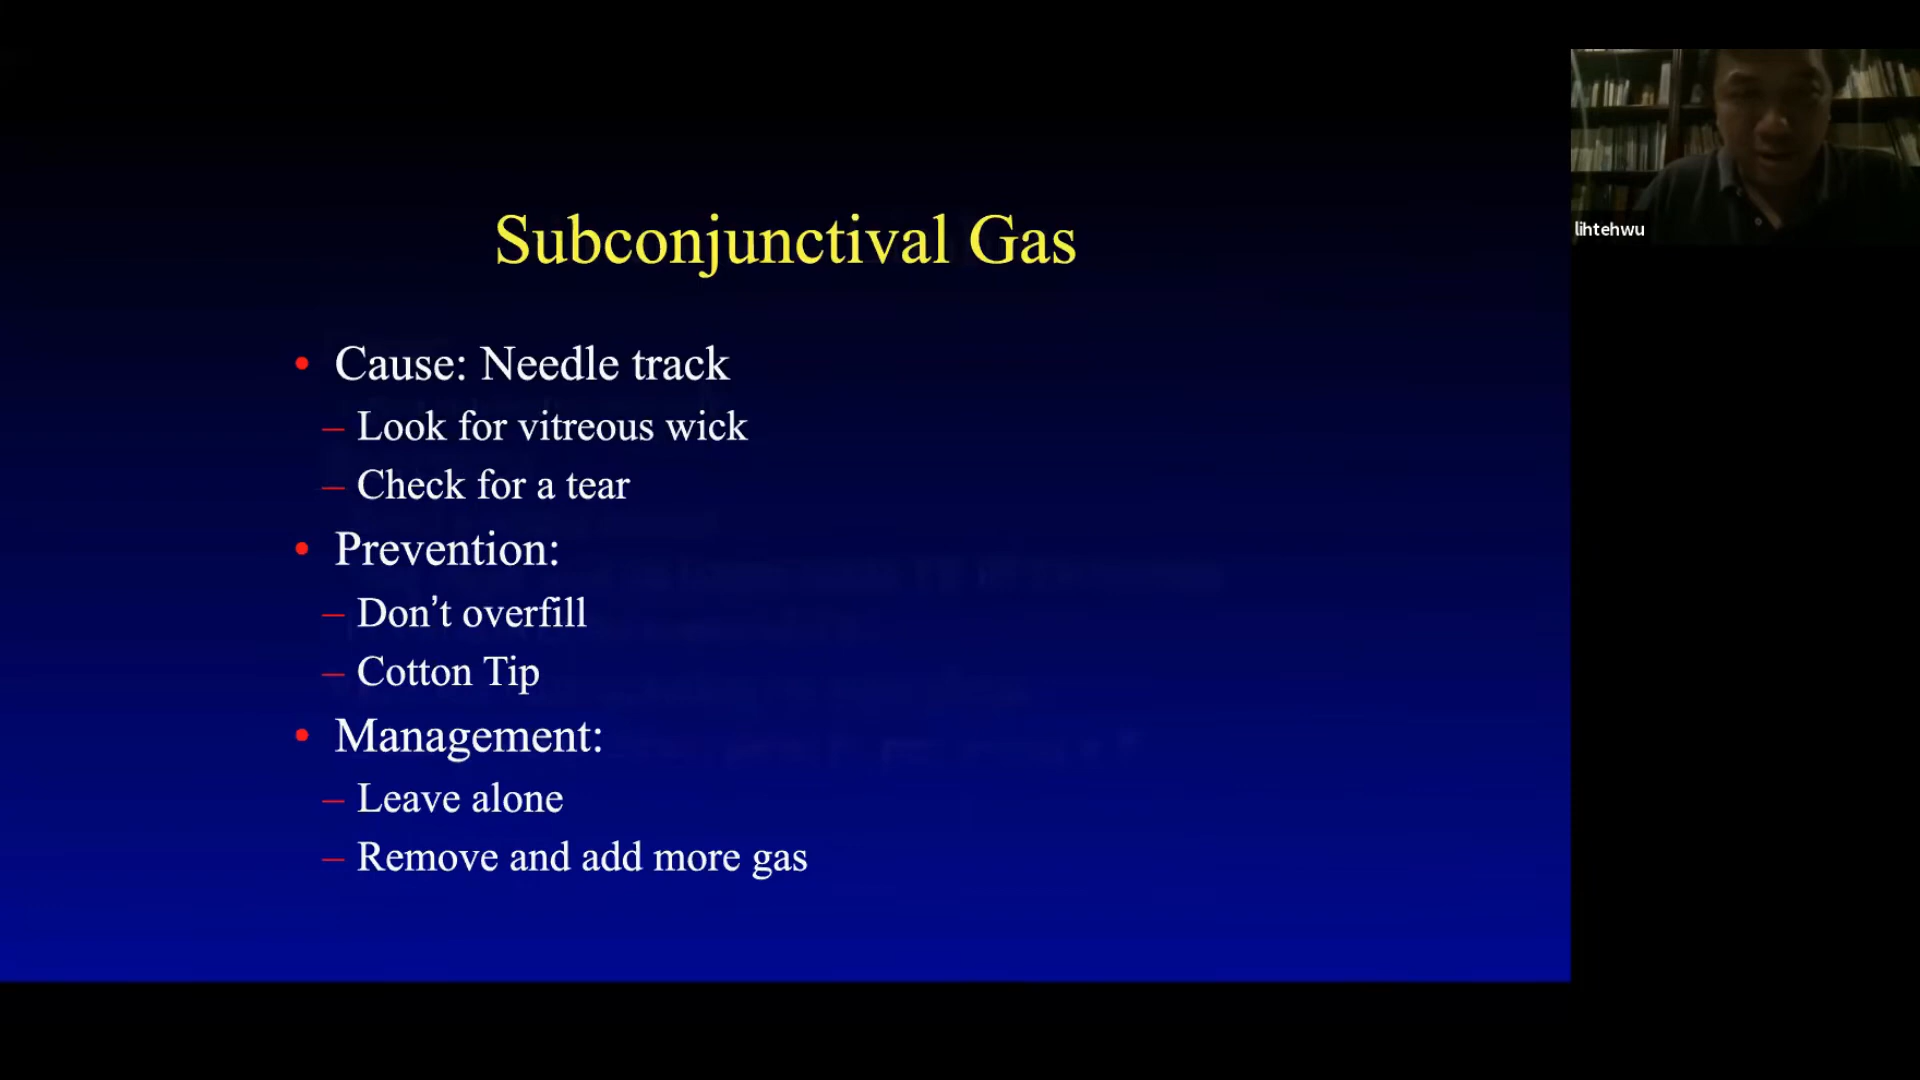 Subconjunctival Gas
• Cause: Needle track
– Look for vitreous wick
– Check for a tear
• Prevention:
– Don’t overfill
– Cotton Tip
• Management:
– Leave alone
– Remove and add more gas
lihtehwu